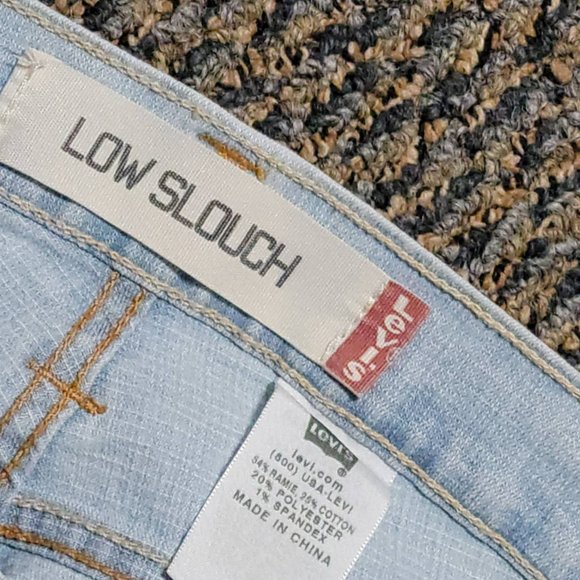 LOW SLOUCH
Levi's®
LEVI'S
levi.com
(800) USA-LEVI
54% RAMIE, 25% COTTON
20% POLYESTER
1% SPANDEX
MADE IN CHINA